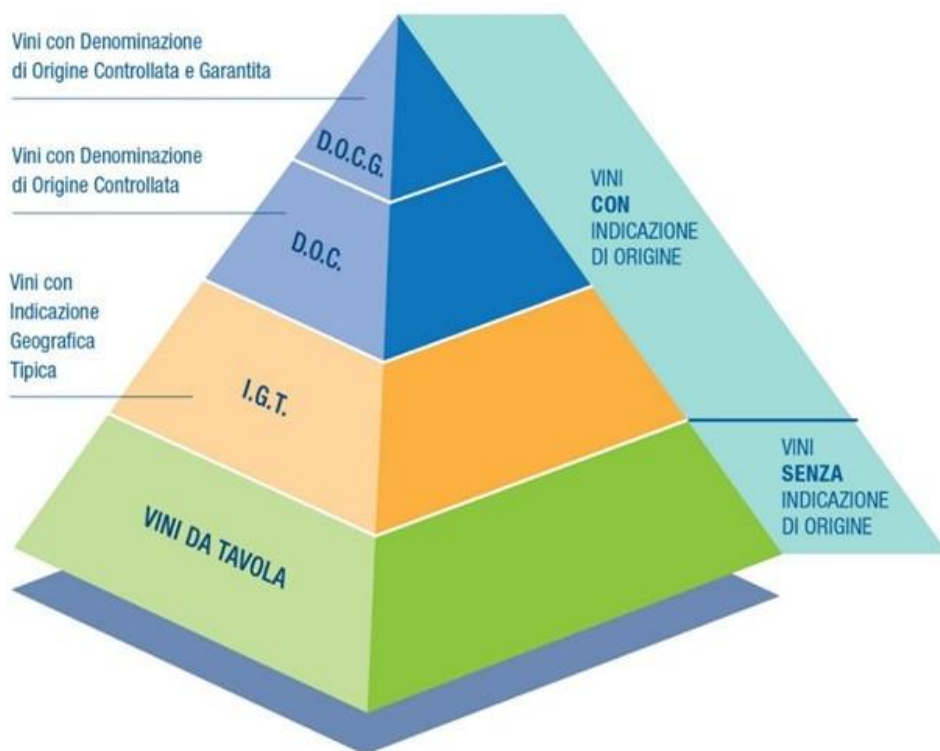 Vini con Denominazione
di Origine Controllata e Garantita
D.O.C.G.
Vini con Denominazione
di Origine Controllata
D.O.C.
Vini con
Indicazione
Geografica
Tipica
I.G.T.
VINI DA TAVOLA
VINI
CON
INDICAZIONE
DI ORIGINE
VINI
SENZA
INDICAZIONE
DI ORIGINE